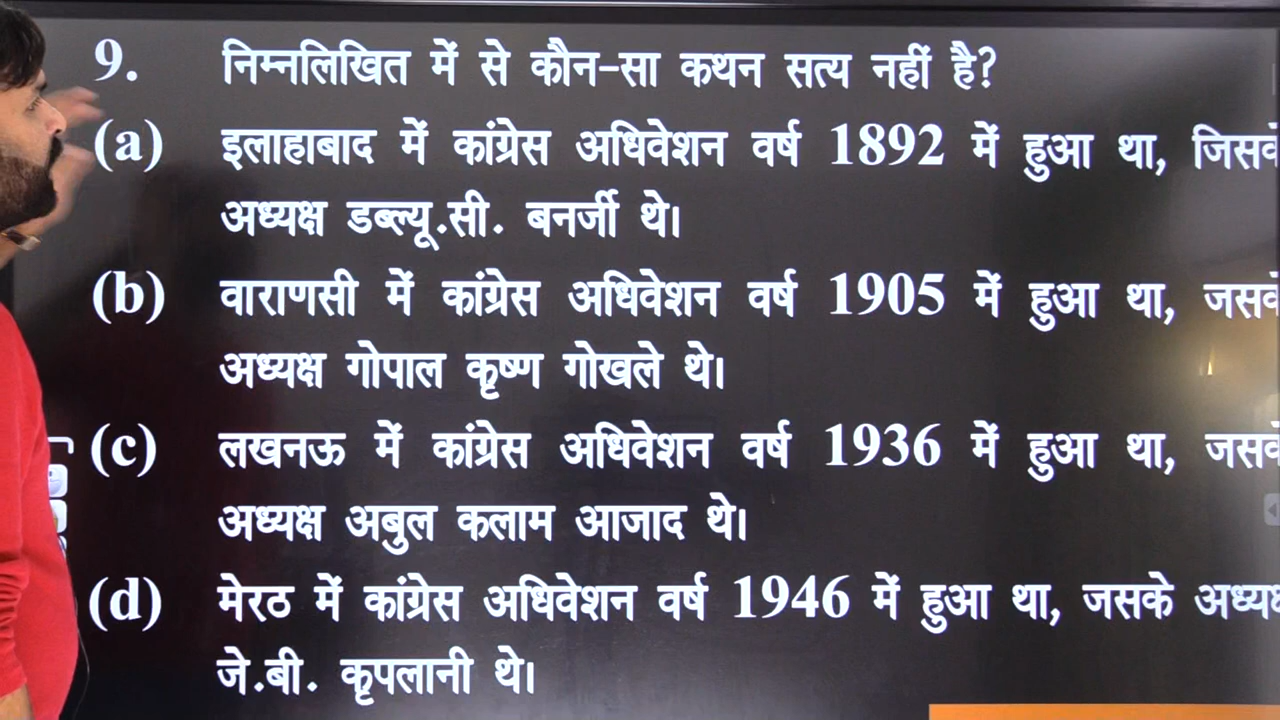 9. निम्नलिखित में से कौन-सा कथन सत्य नहीं है?
(a) इलाहाबाद में कांग्रेस अधिवेशन वर्ष 1892 में हुआ था,
अध्यक्ष डब्ल्यू.सी. बनर्जी थे।
(b) वाराणसी में कांग्रेस अधिवेशन वर्ष 1905 में हुआ था,
अध्यक्ष गोपाल कृष्ण गोखले थे।
(c) लखनऊ में कांग्रेस अधिवेशन वर्ष 1936 में हुआ था,
अध्यक्ष अबुल कलाम आजाद थे।
(d) मेरठ में कांग्रेस अधिवेशन वर्ष 1946 में हुआ था, जसके
जे.बी. कृपलानी थे।